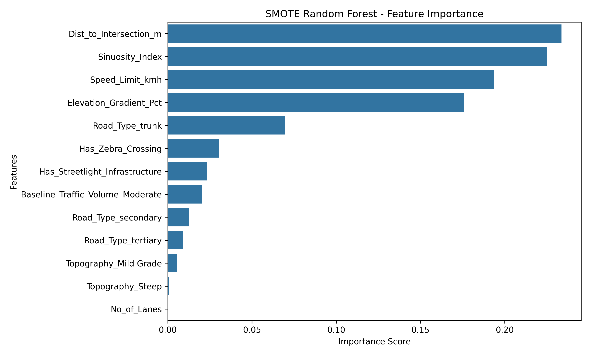 SMOTE Random Forest - Feature Importance
Features
Dist_to_Intersection_m
Sinuosity_Index
Speed_Limit_kmh
Elevation_Gradient_Pct
Road_Type_trunk
Has_Zebra_Crossing
Has_Streetlight_Infrastructure
Baseline_Traffic_Volume_Moderate
Road_Type_secondary
Road_Type_tertiary
Topography_Mild Grade
Topography_Steep
No_of_Lanes
0.00 0.05 0.10 0.15 0.20
Importance Score